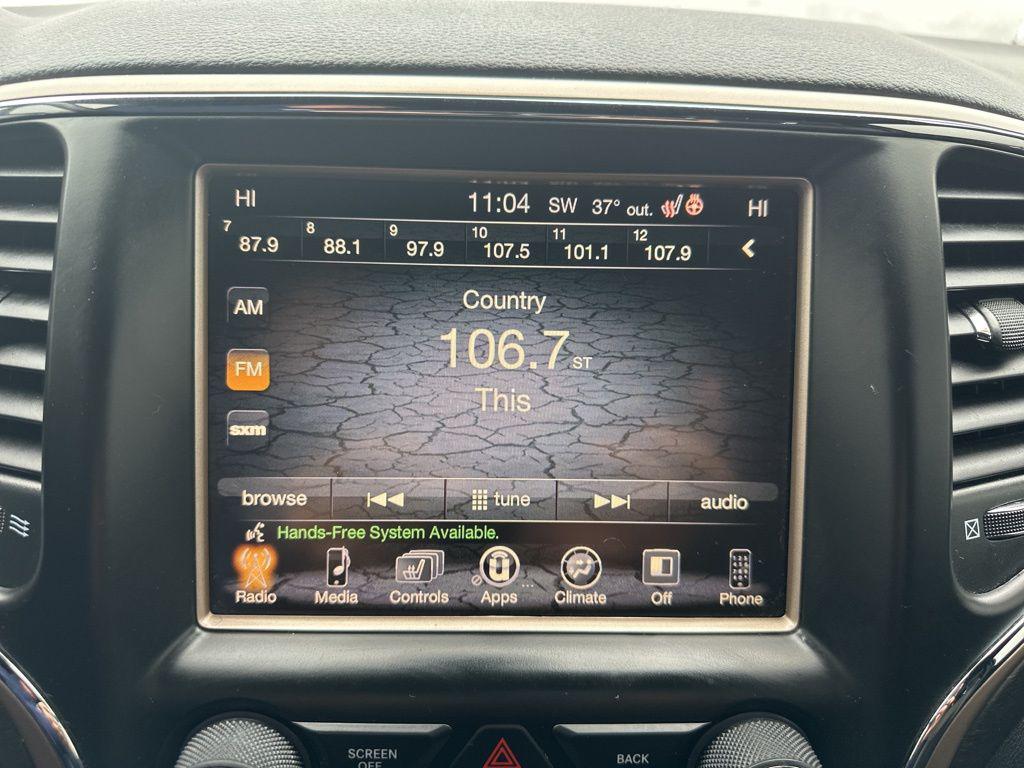 HI 11:04 SW 37° out. HI
7 8 9 10 11 12
87.9 88.1 97.9 107.5 101.1 107.9
AM
Country
106.7 ST
FM
This
sxm
browse tune audio
Hands-Free System Available.
Radio Media Controls Apps Climate Off Phone
SCREEN
OFF
BACK